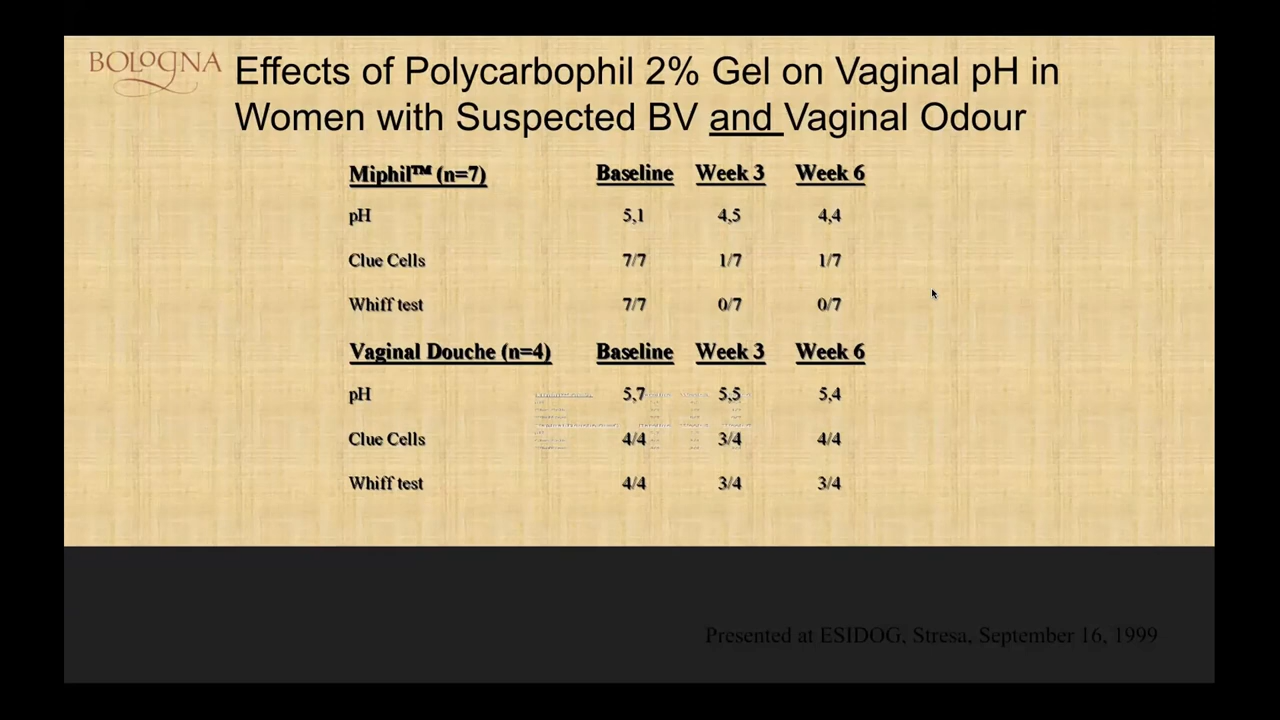 BOLOGNA
Effects of Polycarbophil 2% Gel on Vaginal pH in
Women with Suspected BV and Vaginal Odour
Miphil™ (n=7) Baseline Week 3 Week 6
pH 5,1 4,5 4,4
Clue Cells 7/7 1/7 1/7
Whiff test 7/7 0/7 0/7
Vaginal Douche (n=4) Baseline Week 3 Week 6
pH 5,7 5,5 5,4
Clue Cells 4/4 3/4 4/4
Whiff test 4/4 3/4 3/4
Presented at ESIDOG, Stresa, September 16, 1999